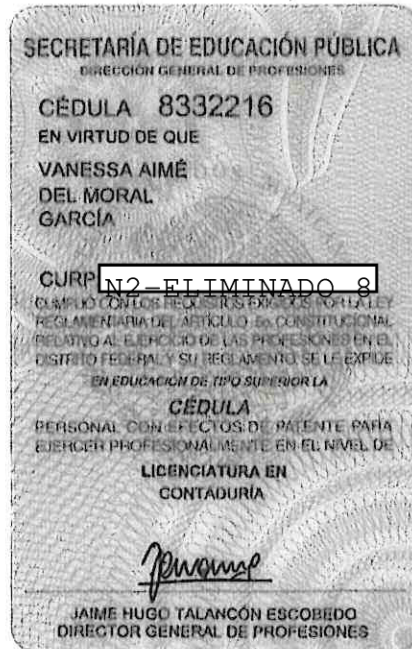 SECRETARÍA DE EDUCACIÓN PÚBLICA
DIRECCIÓN GENERAL DE PROFESIONES
CÉDULA 8332216
EN VIRTUD DE QUE
VANESSA AIMÉ
DEL MORAL
GARCÍA
CURP N2-ELIMINADO 8
CUMPLIÓ CON LOS REQUISITOS EXIGIDOS POR LA LEY
REGLAMENTARIA DEL ARTÍCULO 5o. CONSTITUCIONAL
RELATIVO AL EJERCICIO DE LAS PROFESIONES EN EL
DISTRITO FEDERAL Y SU REGLAMENTO SE LE EXPIDE
EN EDUCACIÓN DE TIPO SUPERIOR LA
CÉDULA
PERSONAL CON EFECTOS DE PATENTE PARA
EJERCER PROFESIONALMENTE EN EL NIVEL DE
LICENCIATURA EN
CONTADURÍA
JAIME HUGO TALANCÓN ESCOBEDO
DIRECTOR GENERAL DE PROFESIONES